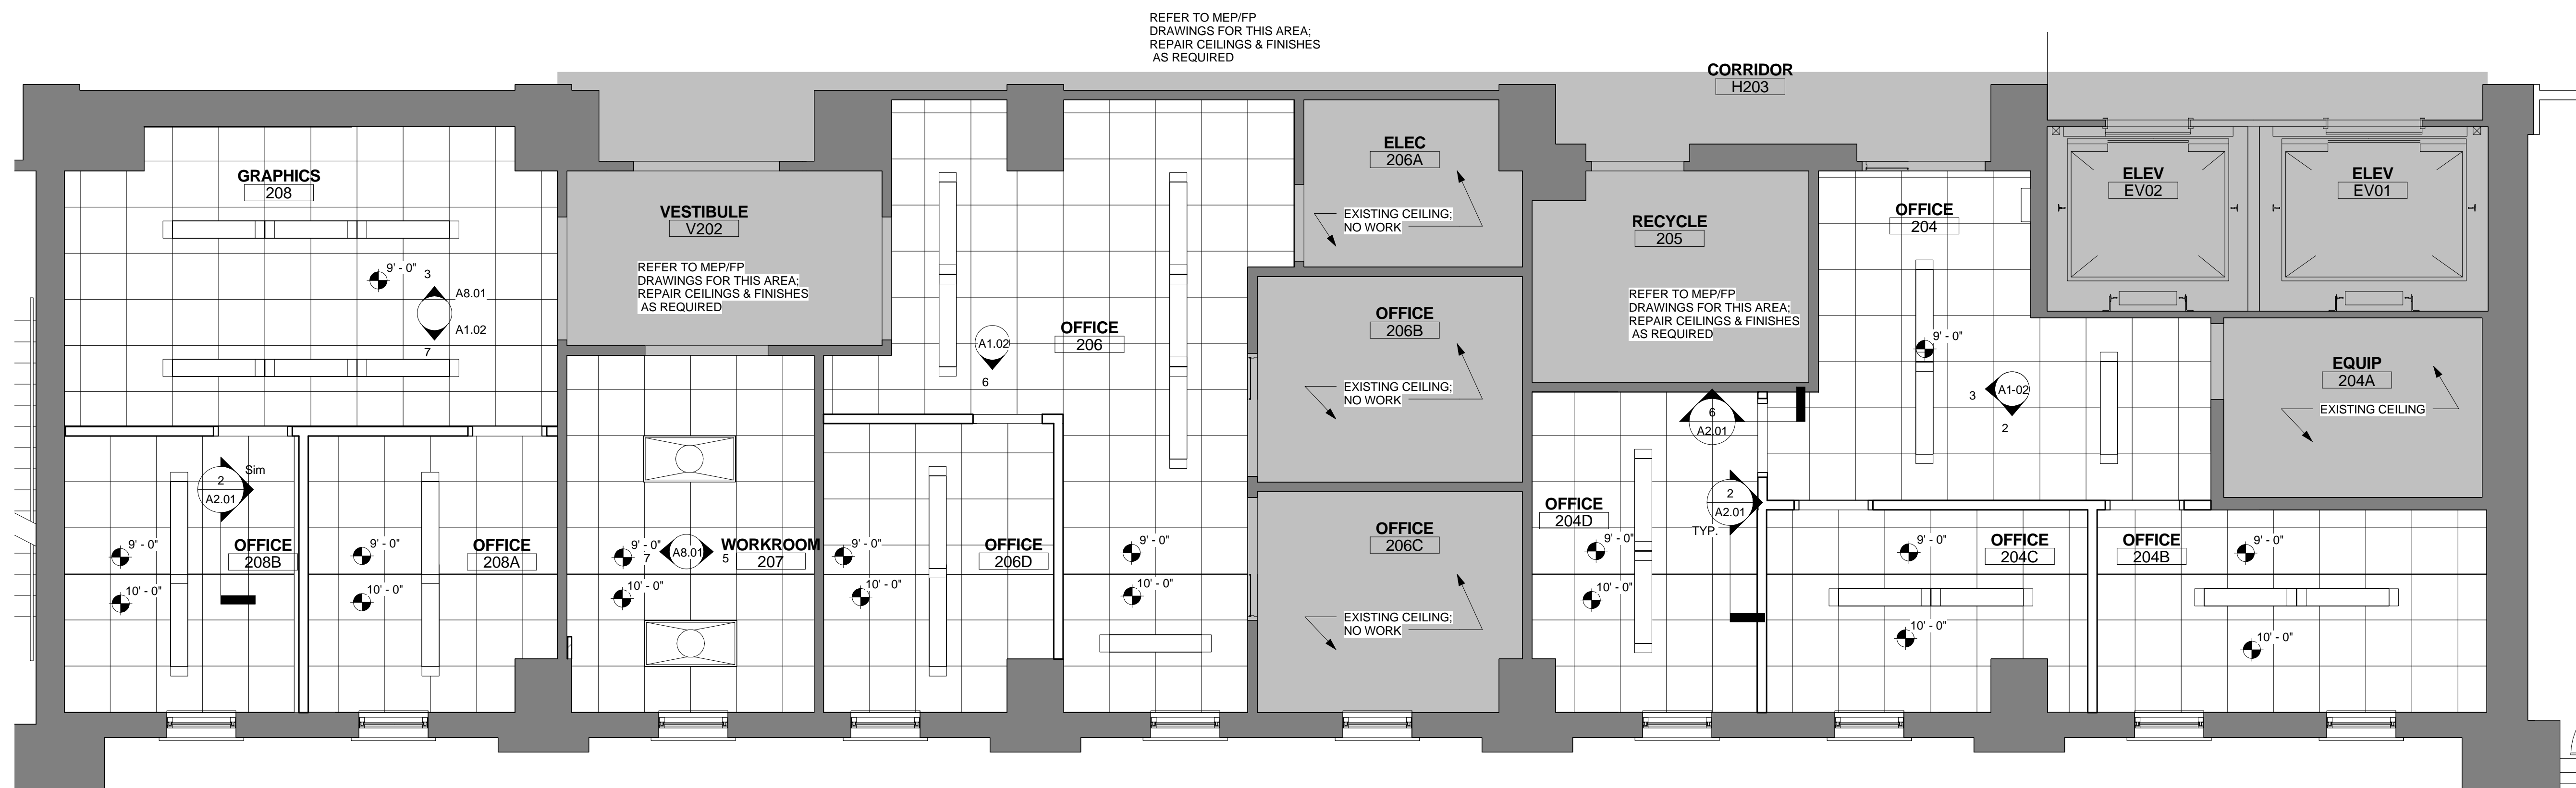 REFER TO MEP/FP
DRAWINGS FOR THIS AREA;
REPAIR CEILINGS & FINISHES
AS REQUIRED
CORRIDOR
H203
GRAPHICS
208
9' - 0"
3
A8.01
A1.02
7
VESTIBULE
V202
REFER TO MEP/FP
DRAWINGS FOR THIS AREA;
REPAIR CEILINGS & FINISHES
AS REQUIRED
OFFICE
206
A1.02
6
ELEC
206A
EXISTING CEILING;
NO WORK
OFFICE
206B
EXISTING CEILING;
NO WORK
OFFICE
206C
EXISTING CEILING;
NO WORK
RECYCLE
205
REFER TO MEP/FP
DRAWINGS FOR THIS AREA;
REPAIR CEILINGS & FINISHES
AS REQUIRED
OFFICE
204
9' - 0"
A1-02
3
2
ELEV
EV02
ELEV
EV01
EQUIP
204A
EXISTING CEILING
2
A2.01
Sim
OFFICE
208B
9' - 0"
10' - 0"
OFFICE
208A
9' - 0"
10' - 0"
WORKROOM
207
9' - 0"
7
A8.01
5
10' - 0"
OFFICE
206D
9' - 0"
10' - 0"
9' - 0"
10' - 0"
6
A2.01
OFFICE
204D
2
A2.01
TYP.
9' - 0"
10' - 0"
OFFICE
204C
9' - 0"
10' - 0"
OFFICE
204B
9' - 0"
10' - 0"